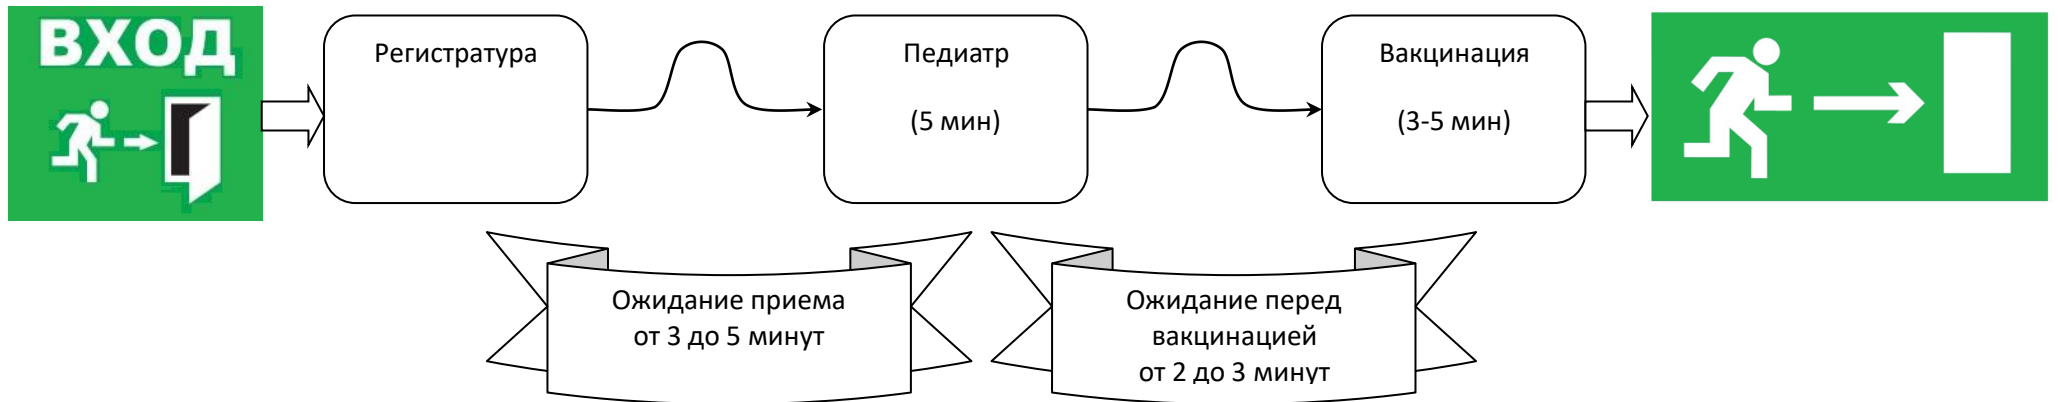 ВХОД
Регистратура
Педиатр
(5 мин)
Вакцинация
(3-5 мин)
Ожидание приема
от 3 до 5 минут
Ожидание перед
вакцинацией
от 2 до 3 минут